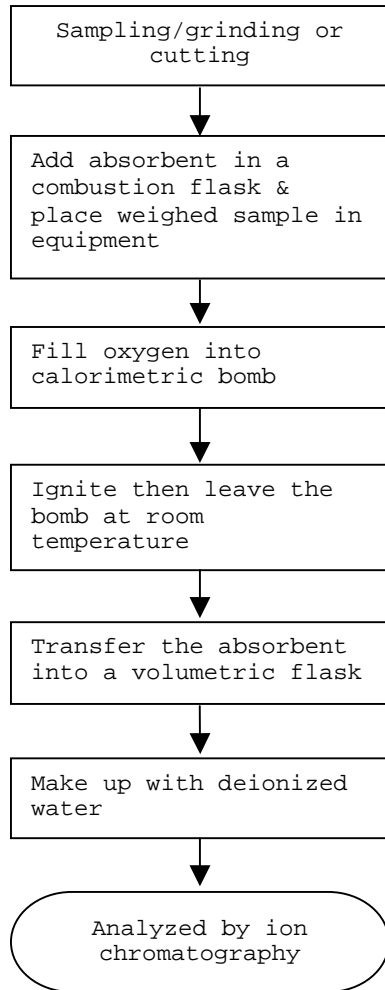 Sampling/grinding or
cutting
Add absorbent in a
combustion flask &
place weighed sample in
equipment
Fill oxygen into
calorimetric bomb
Ignite then leave the
bomb at room
temperature
Transfer the absorbent
into a volumetric flask
Make up with deionized
water
Analyzed by ion
chromatography